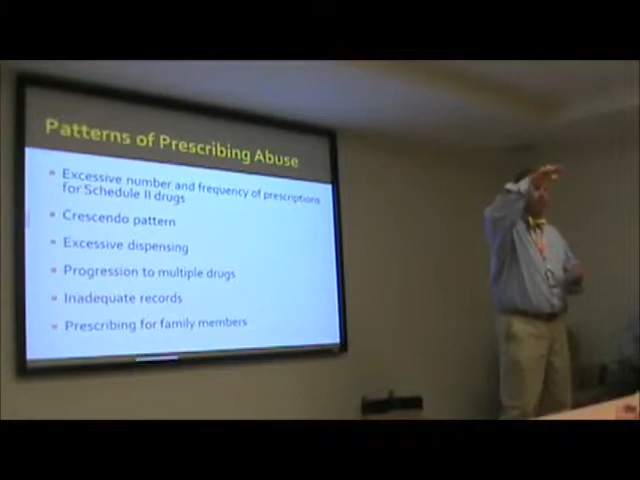 Patterns of Prescribing Abuse
Excessive number and frequency of prescriptions
for Schedule II drugs
Crescendo pattern
Excessive dispensing
Progression to multiple drugs
Inadequate records
Prescribing for family members